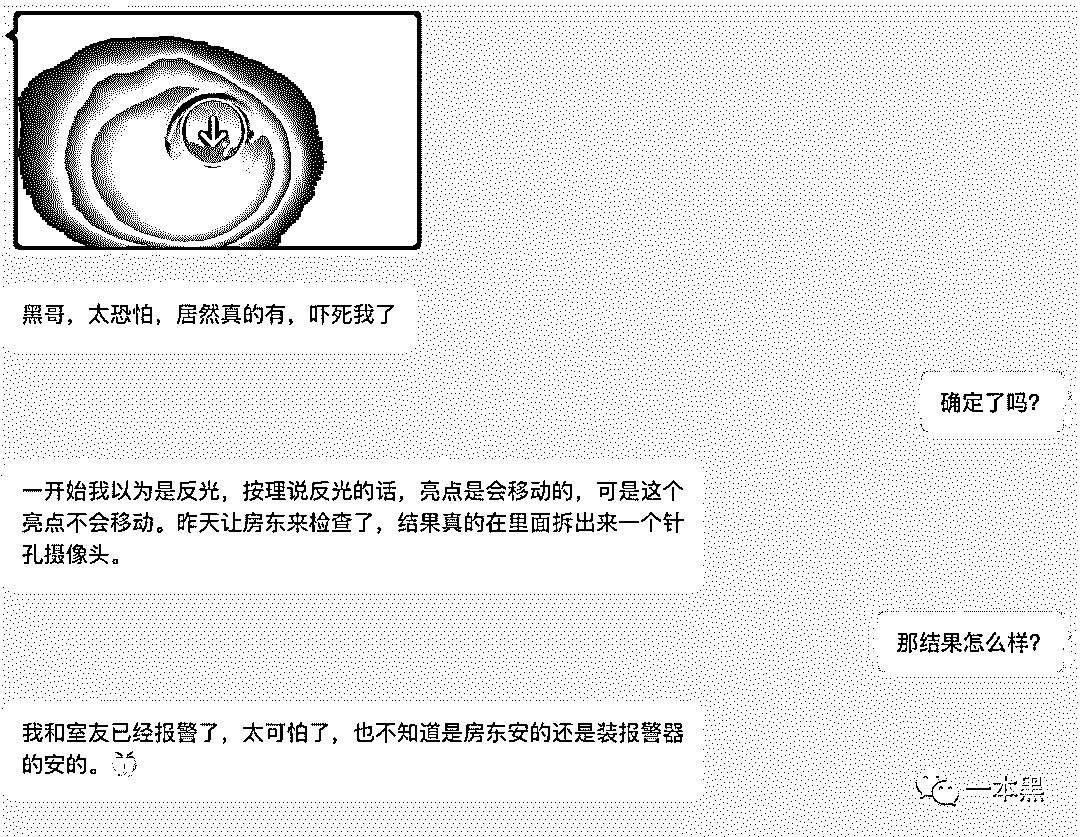 黑哥，太恐怕，居然真的有，吓死我了
确定了吗？
一开始我以为是反光，按理说反光的话，亮点是会移动的，可是这个
亮点不会移动。昨天让房东来检查了，结果真的在里面拆出来一个针
孔摄像头。
那结果怎么样？
我和室友已经报警了，太可怕了，也不知道是房东安的还是装报警器
的安的。
一本黑